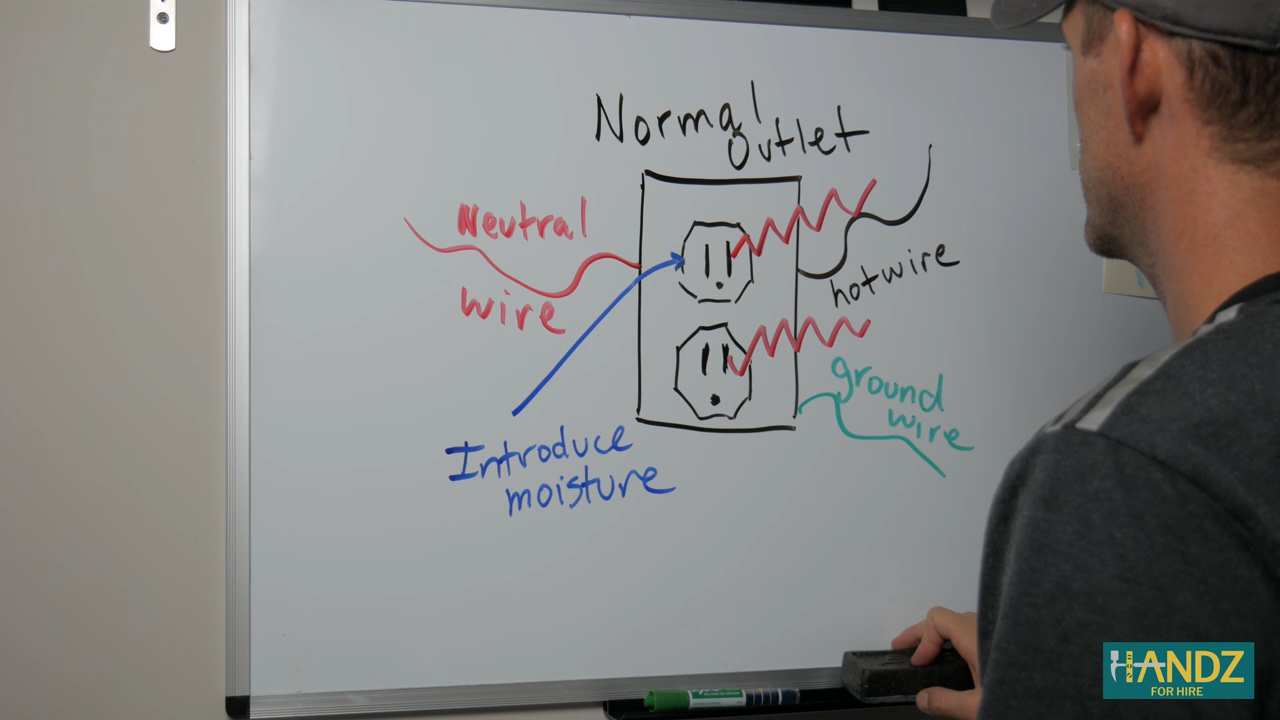 Normal
Outlet
Neutral
wire
hotwire
ground
wire
Introduce
moisture
HANDZ
FOR HIRE